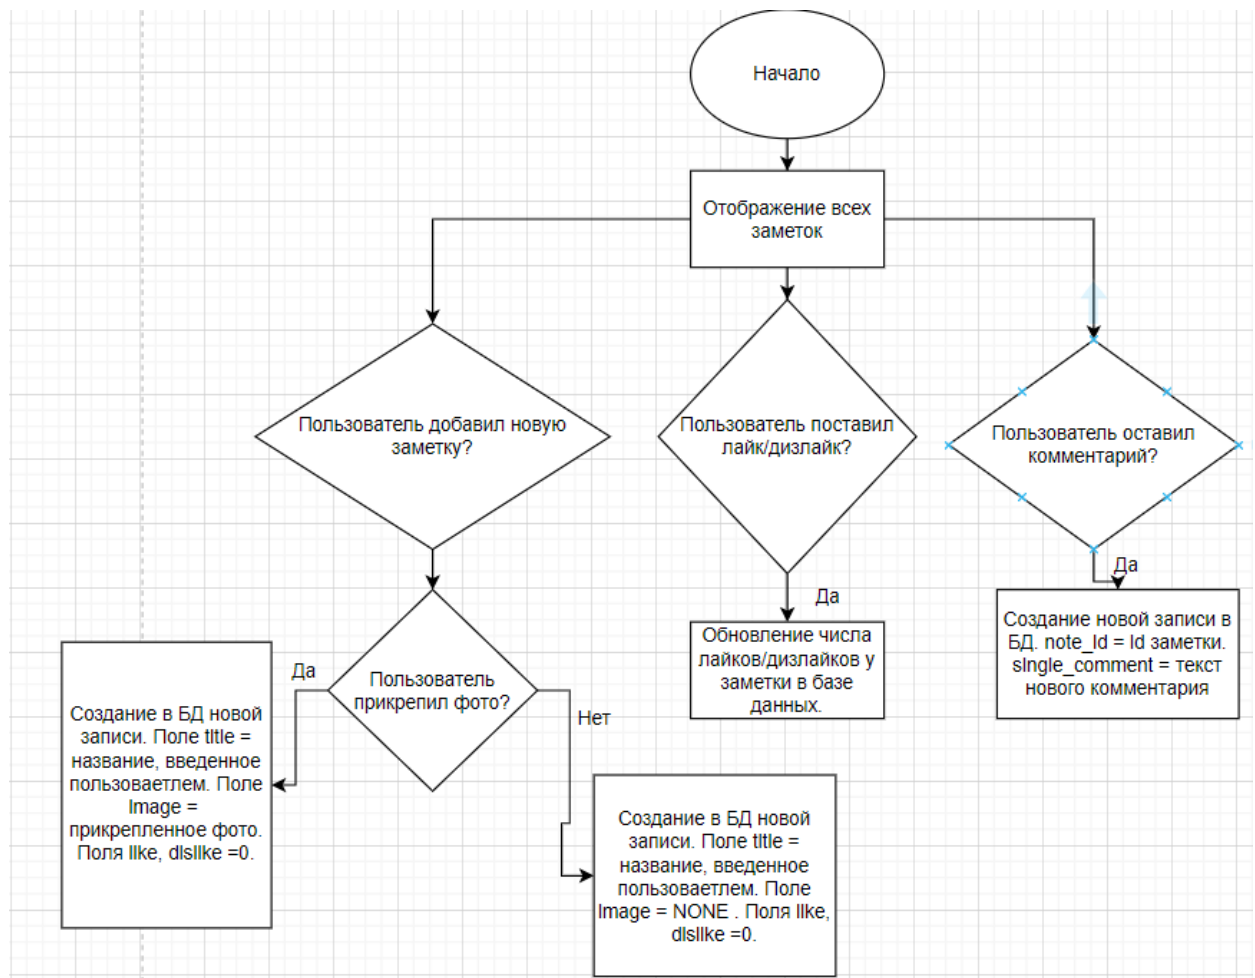 Начало
Отображение всех
заметок
Пользователь добавил новую
заметку?
Пользователь поставил
лайк/дизлайк?
Пользователь оставил
комментарий?
Да
Обновление числа
лайков/дизлайков у
заметки в базе
данных.
Да
Создание новой записи в
БД. note_id = id заметки.
single_comment = текст
нового комментария
Пользователь
прикрепил фото?
Да
Создание в БД новой
записи. Поле title =
название, введенное
пользоваетлем. Поле
image =
прикрепленное фото.
Поля like, dislike =0.
Нет
Создание в БД новой
записи. Поле title =
название, введенное
пользоваетлем. Поле
image = NONE . Поля like,
dislike =0.